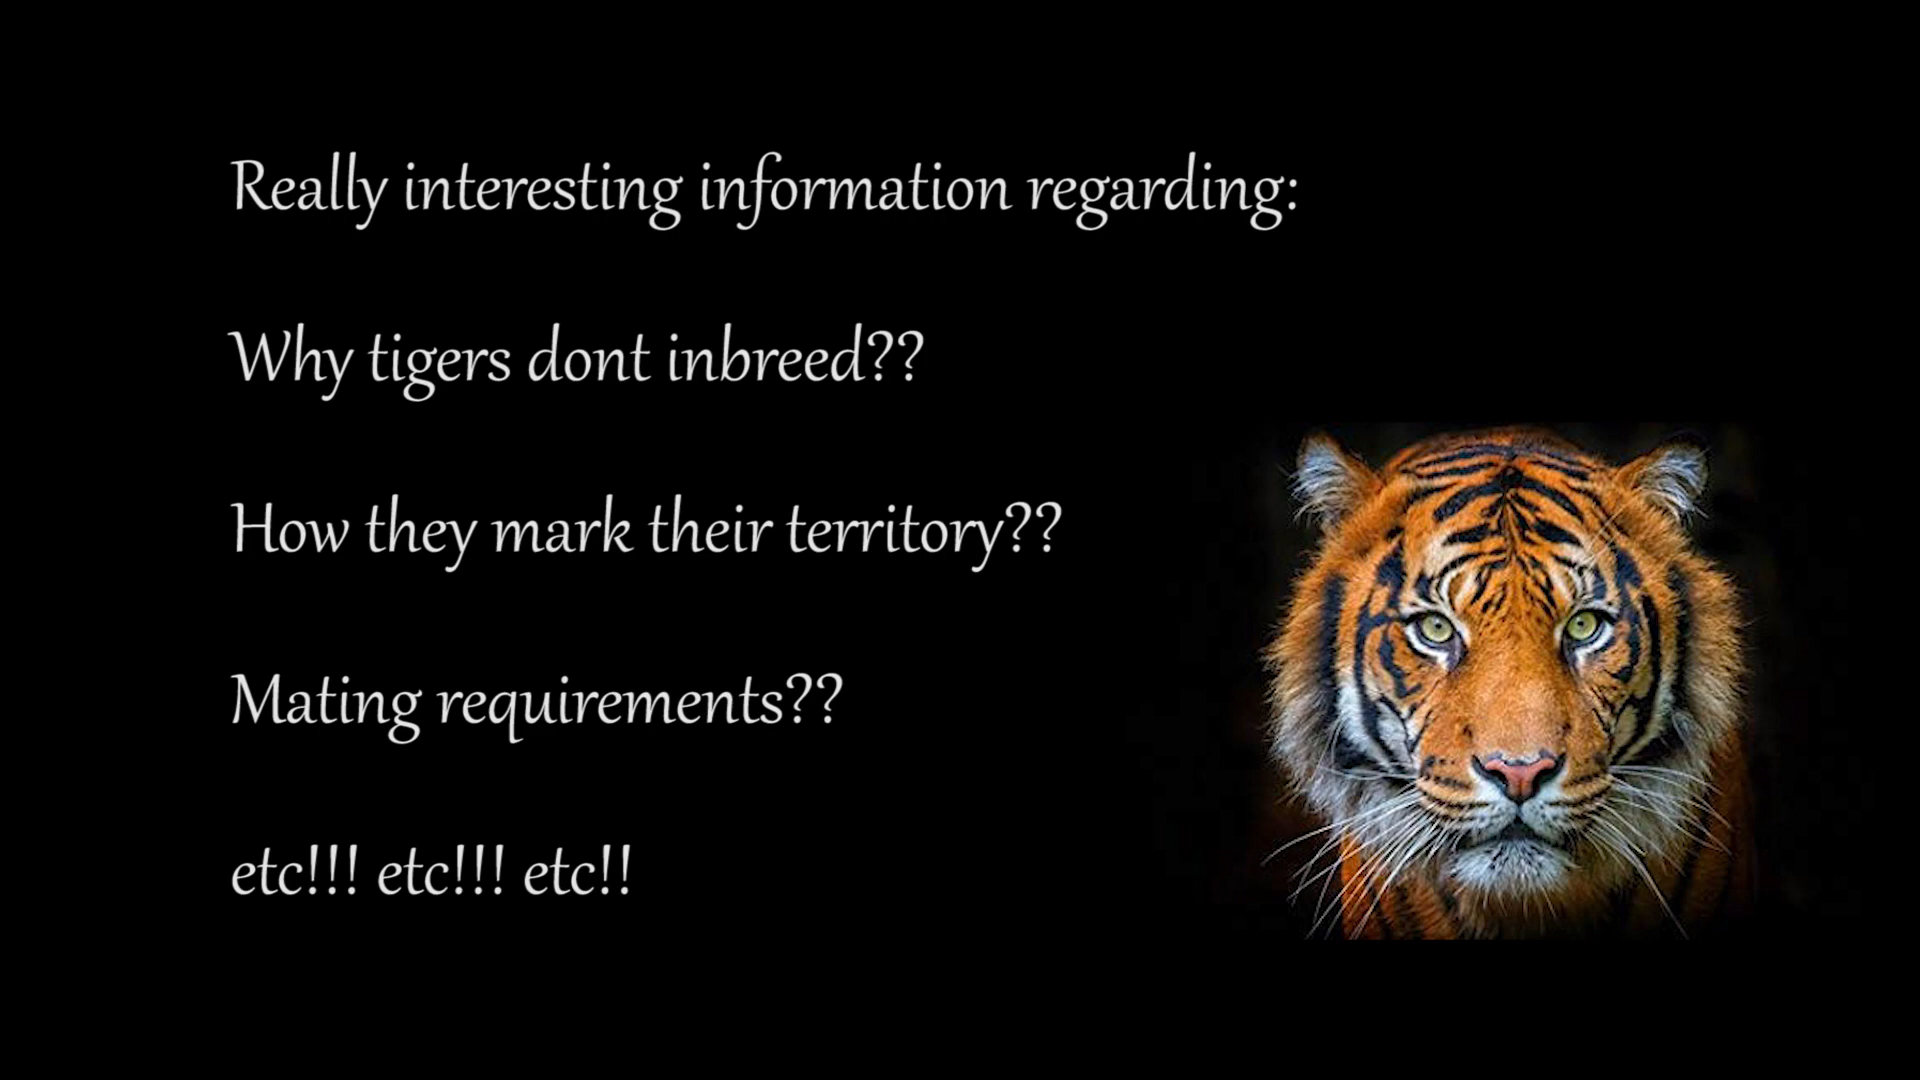 Really interesting information regarding:
Why tigers dont inbreed??
How they mark their territory??
Mating requirements??
etc!!! etc!!! etc!!